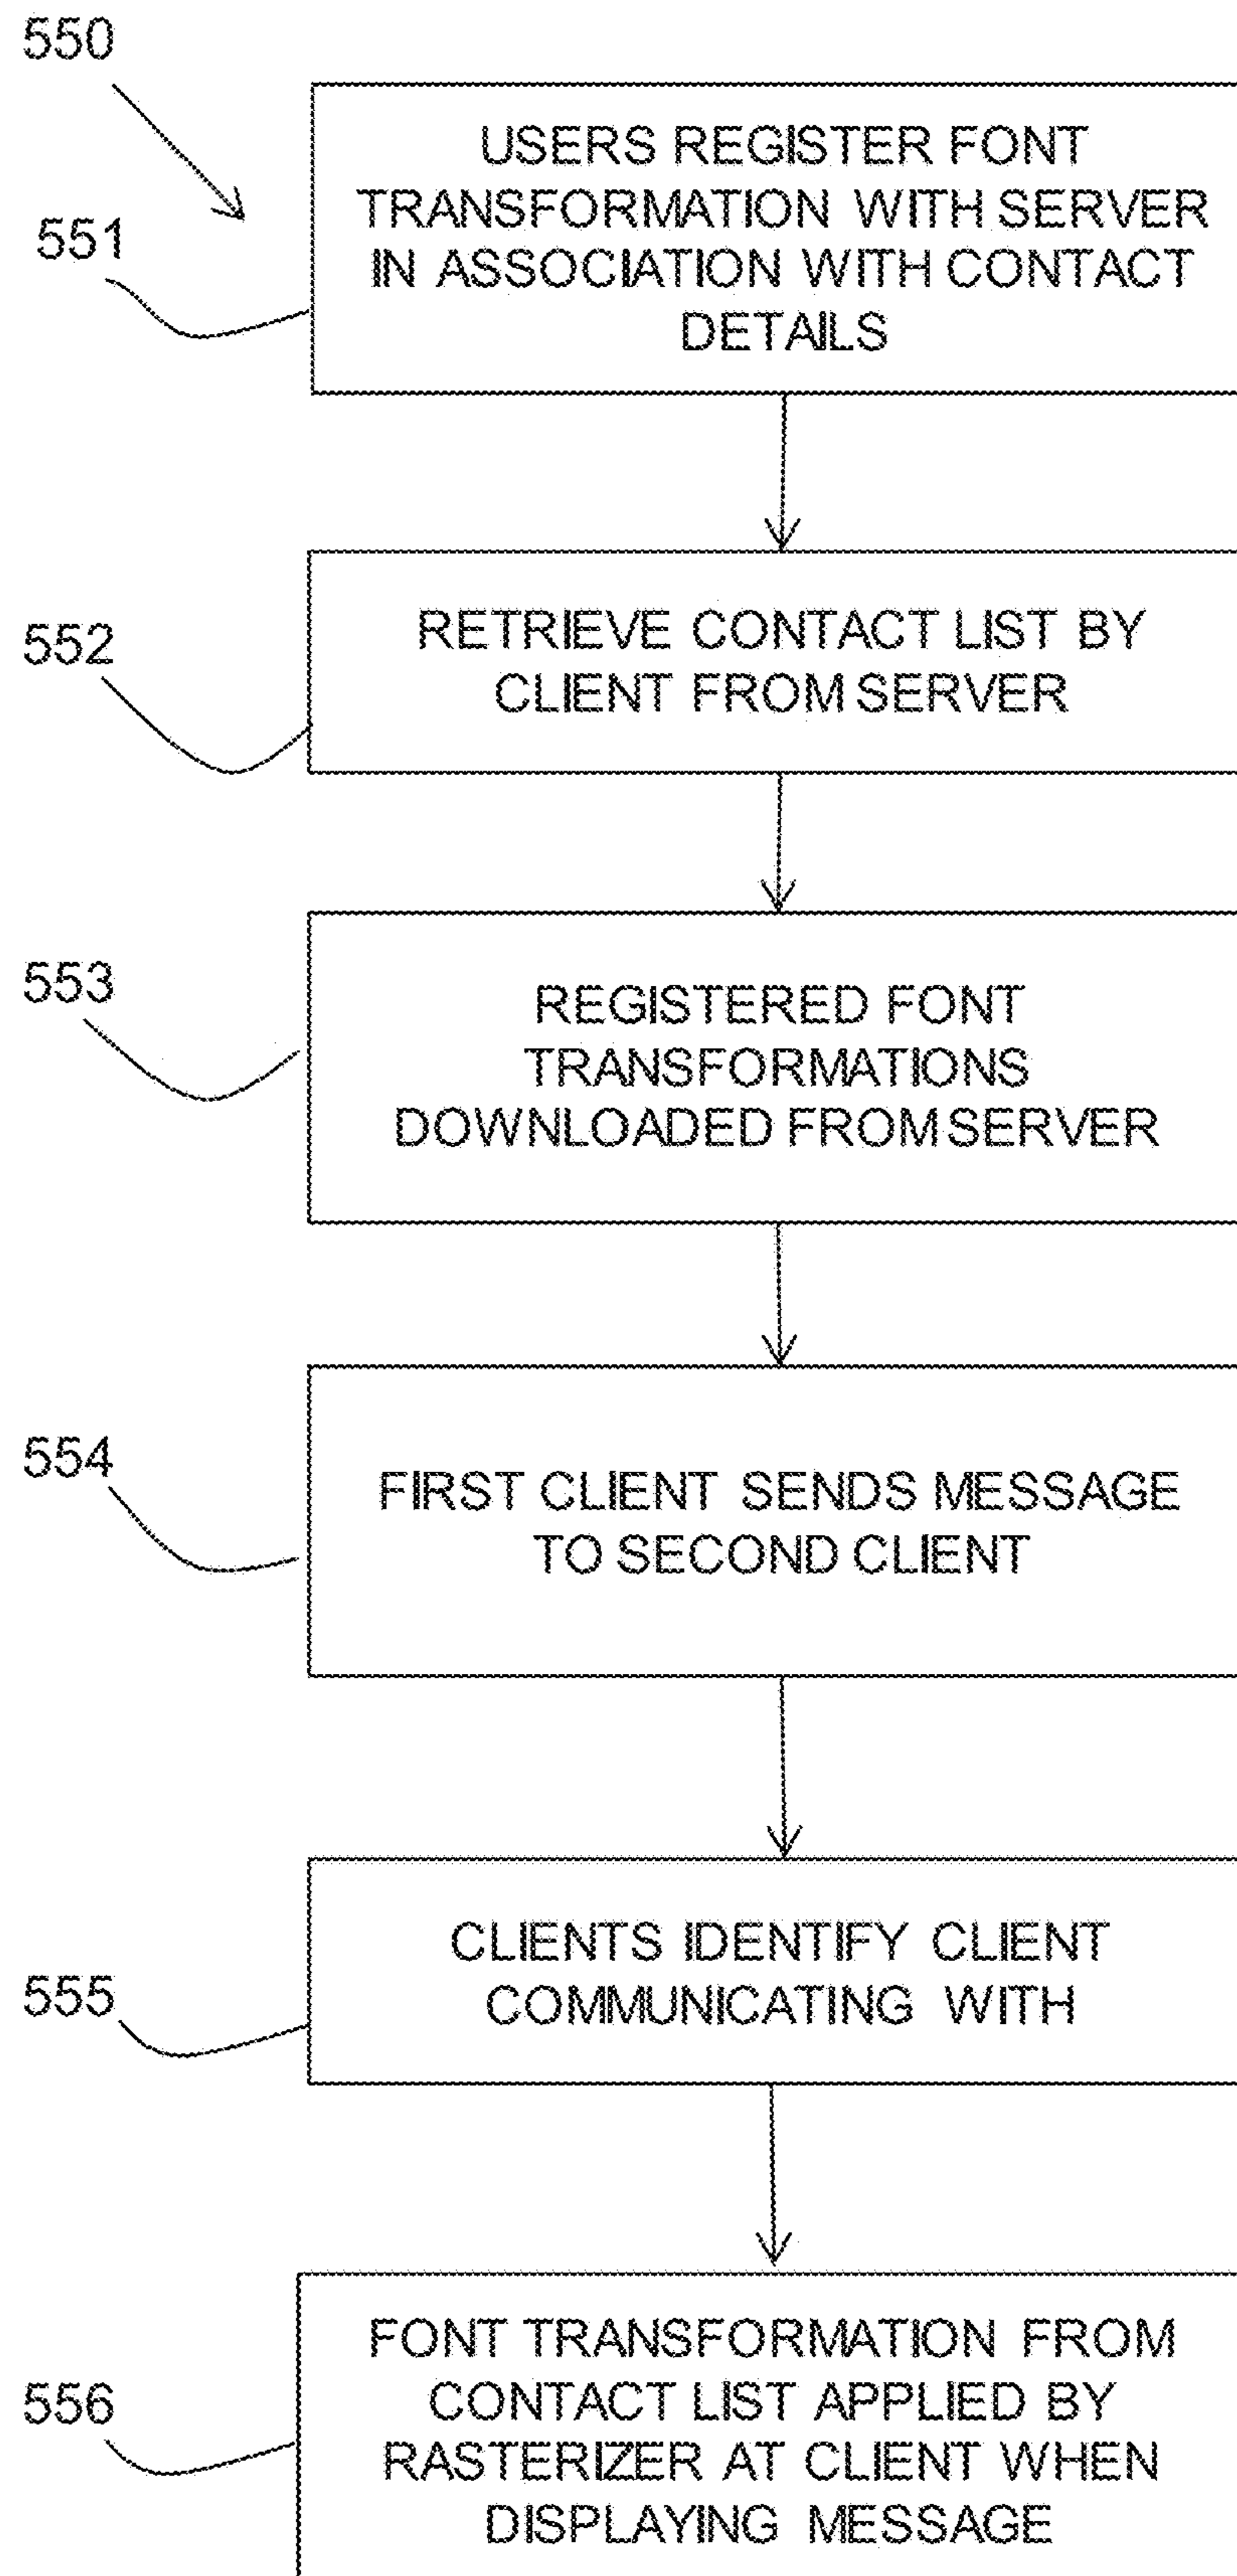 550
551
USERS REGISTER FONT
TRANSFORMATION WITH SERVER
IN ASSOCIATION WITH CONTACT
DETAILS
552
RETRIEVE CONTACT LIST BY
CLIENT FROM SERVER
553
REGISTERED FONT
TRANSFORMATIONS
DOWNLOADED FROM SERVER
554
FIRST CLIENT SENDS MESSAGE
TO SECOND CLIENT
555
CLIENTS IDENTIFY CLIENT
COMMUNICATING WITH
556
FONT TRANSFORMATION FROM
CONTACT LIST APPLIED BY
RASTERIZER AT CLIENT WHEN
DISPLAYING MESSAGE